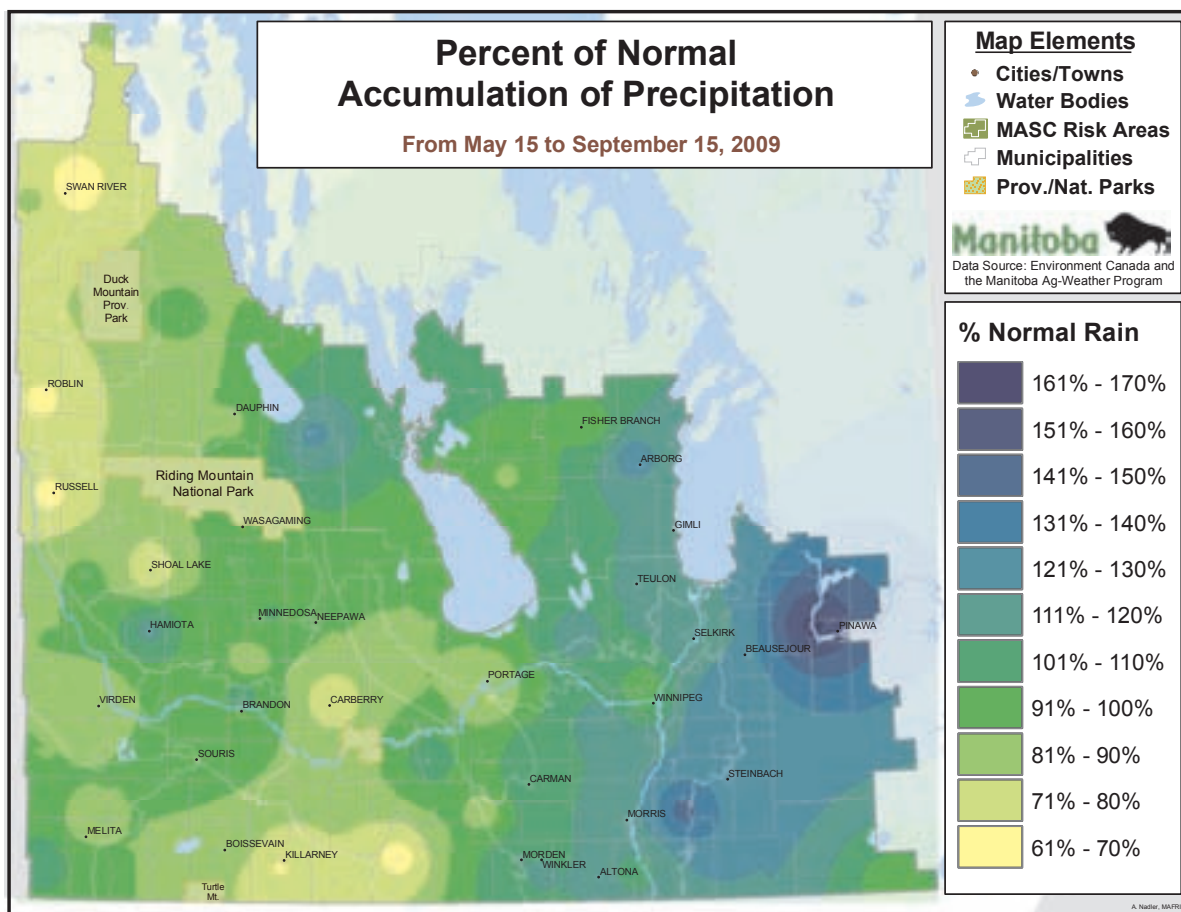 Percent of Normal
Accumulation of Precipitation
From May 15 to September 15, 2009
Map Elements
Cities/Towns
Water Bodies
MASC Risk Areas
Municipalities
Prov./Nat. Parks
Manitoba
Data Source: Environment Canada and
the Manitoba Ag-Weather Program
% Normal Rain
161% - 170%
151% - 160%
141% - 150%
131% - 140%
121% - 130%
111% - 120%
101% - 110%
91% - 100%
81% - 90%
71% - 80%
61% - 70%
SWAN RIVER
Duck
Mountain
Prov.
Park
ROBLIN
DAUPHIN
FISHER BRANCH
ARBORG
Riding Mountain
National Park
RUSSELL
WASAGAMING
GIMLI
SHOAL LAKE
TEULON
MINNEDOSA
NEEPAWA
HAMIOTA
SELKIRK
PINAWA
BEAUSEJOUR
PORTAGE
VIRDEN
BRANDON
CARBERRY
WINNIPEG
SOURIS
CARMAN
STEINBACH
MORRIS
MELITA
BOISSEVAIN
KILLARNEY
MORDEN
WINKLER
ALTONA
Turtle
Mt.
A. Nadler, MAFRI